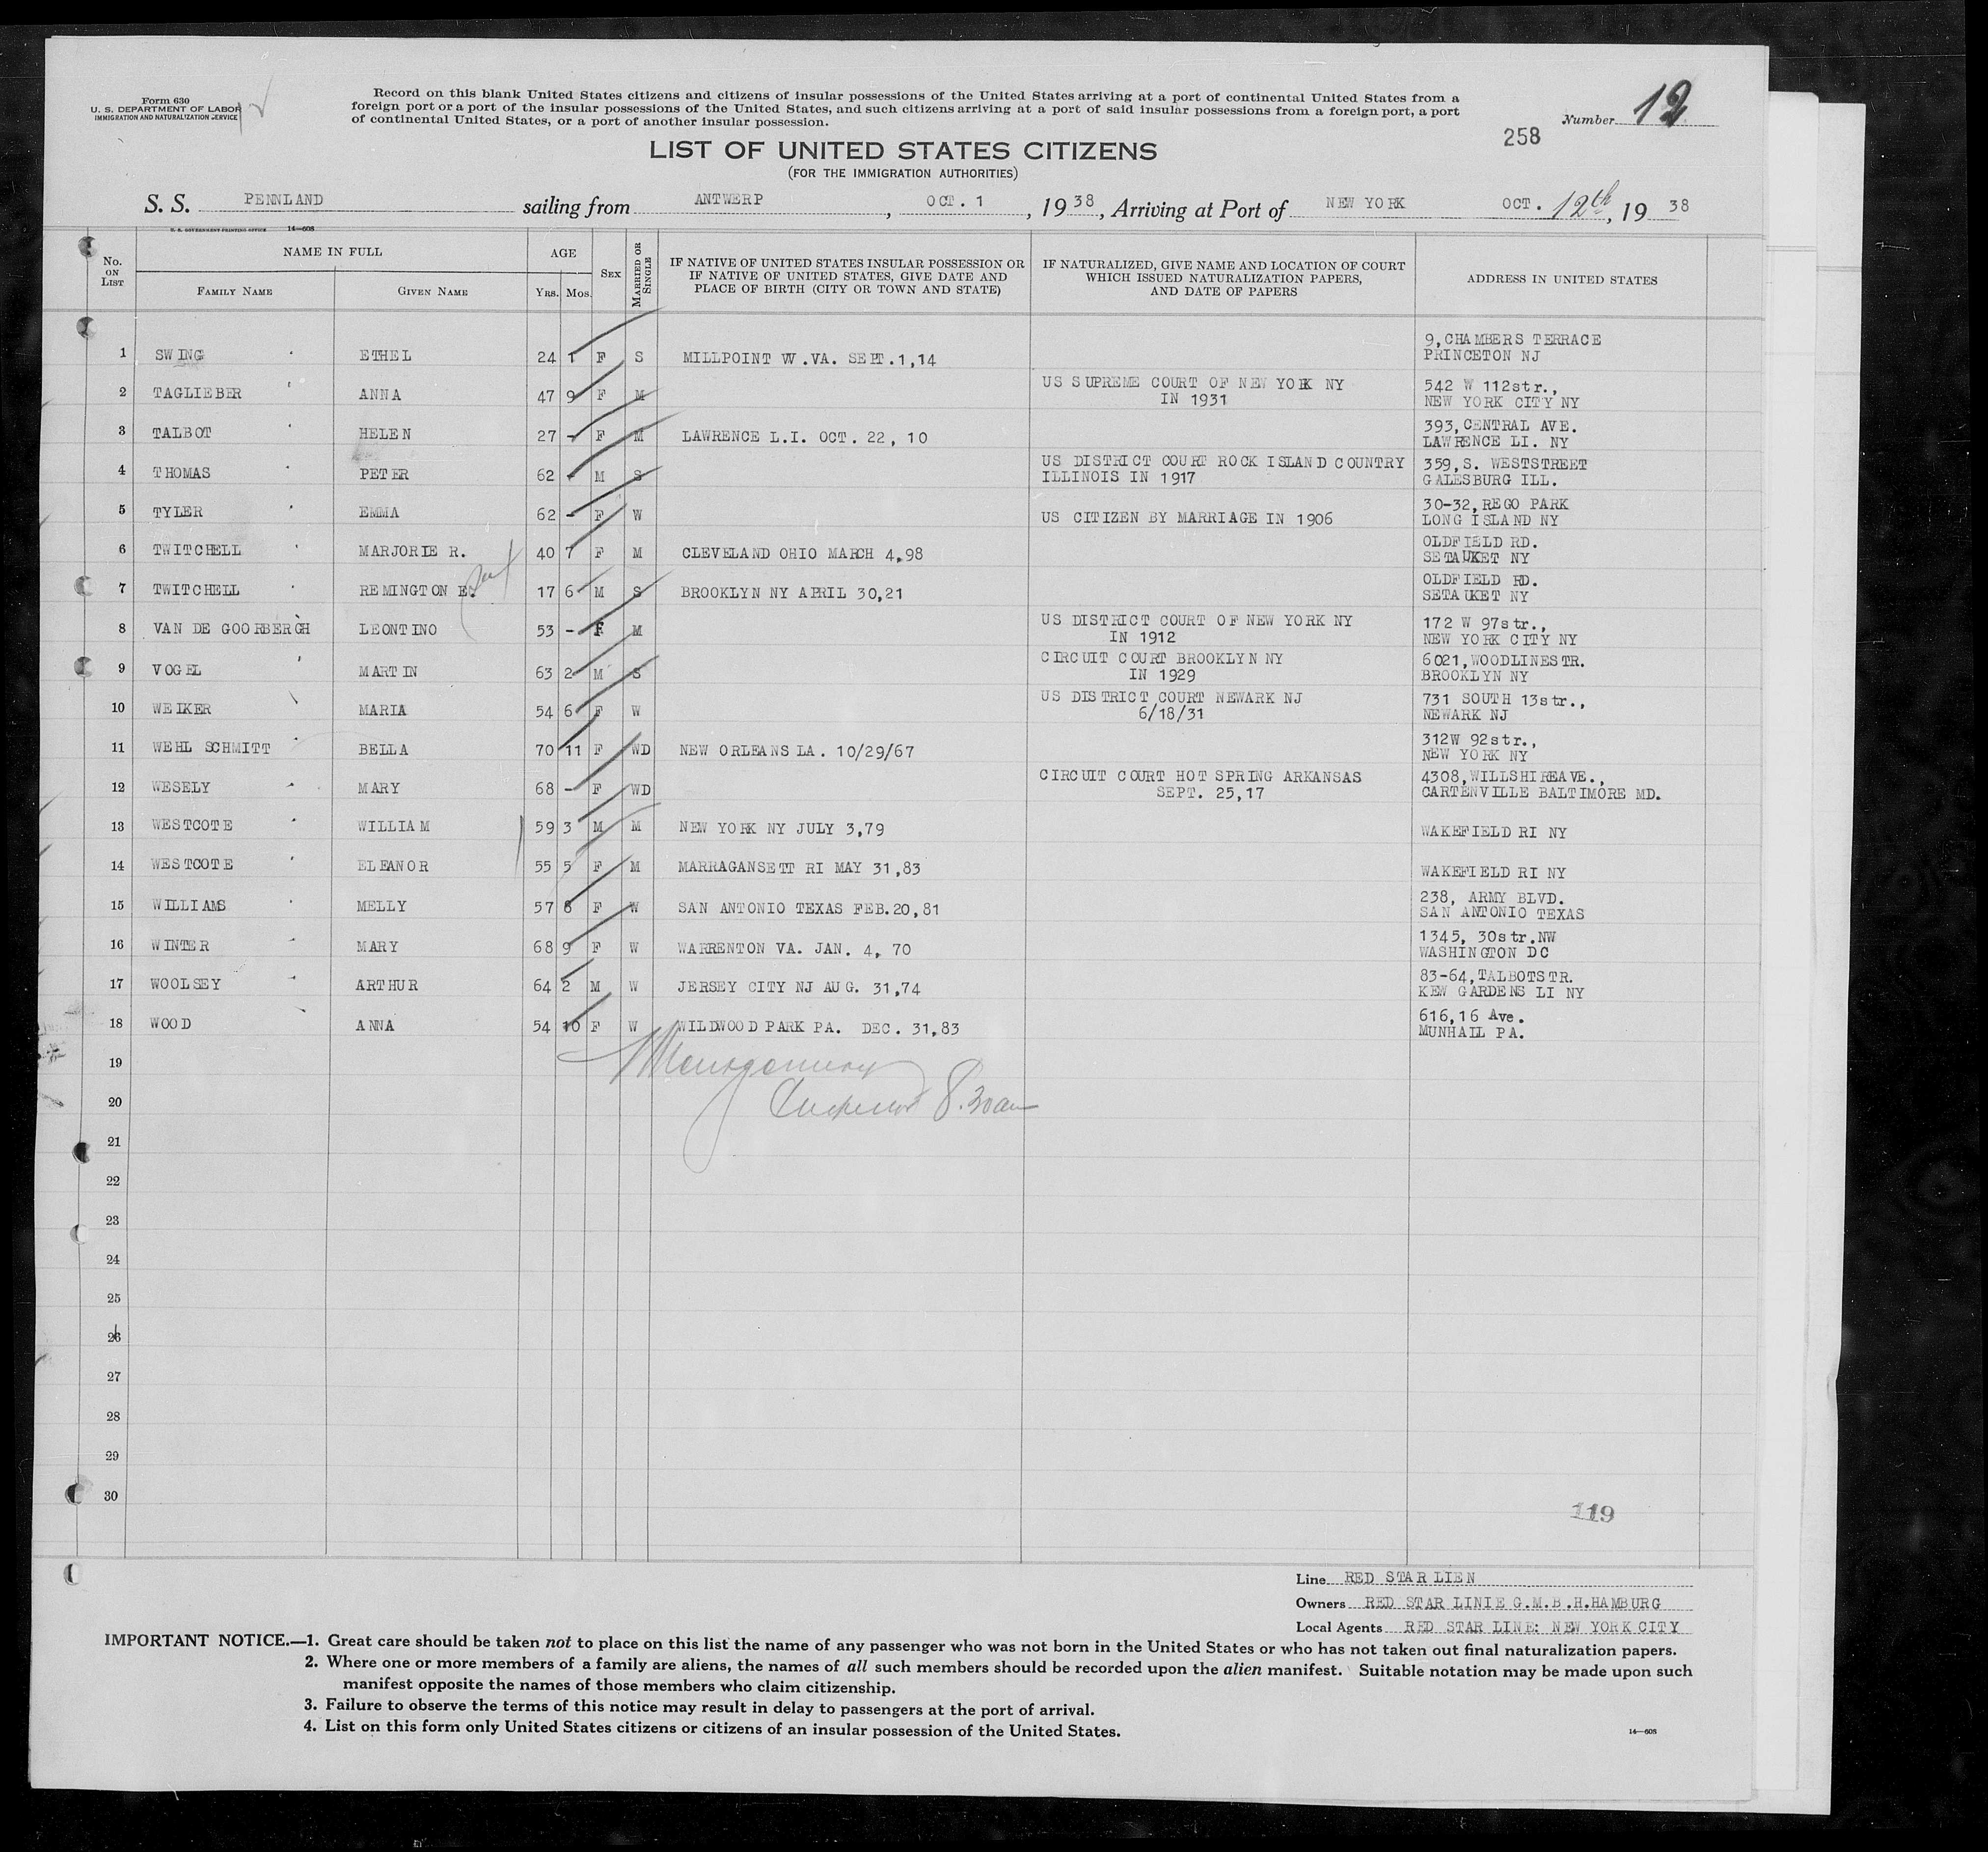 Form 630
U. S. DEPARTMENT OF LABOR
IMMIGRATION AND NATURALIZATION SERVICE
Record on this blank United States citizens and citizens of insular possessions of the United States arriving at a port of continental United States from a
foreign port or a port of the insular possessions of the United States, and such citizens arriving at a port of said insular possessions from a foreign port, a port
of continental United States, or a port of another insular possession.
Number 12
258
LIST OF UNITED STATES CITIZENS
(FOR THE IMMIGRATION AUTHORITIES)
S. S. PENNLAND sailing from ANTWERP, OCT. 1, 1938, Arriving at Port of NEW YORK OCT. 12th, 19 38
U. S. GOVERNMENT PRINTING OFFICE 14—608
No. ON LIST
NAME IN FULL
FAMILY NAME GIVEN NAME
AGE
YRS. MOS.
SEX
MARRIED OR SINGLE
IF NATIVE OF UNITED STATES INSULAR POSSESSION OR
IF NATIVE OF UNITED STATES, GIVE DATE AND
PLACE OF BIRTH (CITY OR TOWN AND STATE)
IF NATURALIZED, GIVE NAME AND LOCATION OF COURT
WHICH ISSUED NATURALIZATION PAPERS,
AND DATE OF PAPERS
ADDRESS IN UNITED STATES
1 SWING ETHEL 24 1 F S MILLPOINT W.VA. SEPT.1,14 9,CHAMBERS TERRACE
PRINCETON NJ
2 TAGLIEBER ANNA 47 9 F M US SUPREME COURT OF NEW YORK NY 542 W 112str.,
IN 1931 NEW YORK CITY NY
3 TALBOT HELEN 27 - F M LAWRENCE L.I. OCT. 22, 10 393,CENTRAL AVE.
LAWRENCE LI. NY
4 THOMAS PETER 62 - M S US DISTRICT COURT ROCK ISLAND COUNTRY 359,S. WESTSTREET
ILLINOIS IN 1917 GALESBURG ILL.
5 TYLER EMMA 62 - F W US CITIZEN BY MARRIAGE IN 1906 30-32,REGO PARK
LONG ISLAND NY
6 TWITCHELL MARJORIE R. 40 7 F M CLEVELAND OHIO MARCH 4,98 OLDFIELD RD.
SETAUKET NY
7 TWITCHELL REMINGTON E. 17 6 M S BROOKLYN NY APRIL 30,21 OLDFIELD RD.
SETAUKET NY
8 VAN DE GOORBERGH LEONTINO 53 - F M US DISTRICT COURT OF NEW YORK NY 172 W 97str.,
IN 1912 NEW YORK CITY NY
9 VOGEL MARTIN 63 2 M S CIRCUIT COURT BROOKLYN NY 6021,WOODLINESTR.
IN 1929 BROOKLYN NY
10 WEIKER MARIA 54 6 F W US DISTRICT COURT NEWARK NJ 731 SOUTH 13str.,
6/18/31 NEWARK NJ
11 WEHL SCHMITT BELLA 70 11 F WD NEW ORLEANS LA. 10/29/67 312W 92str.,
NEW YORK NY
12 WESELY MARY 68 - F WD CIRCUIT COURT HOT SPRING ARKANSAS 4308,WILLSHIREAVE.,
SEPT. 25,17 CARTENVILLE BALTIMORE MD.
13 WESTCOTE WILLIAM 59 3 M M NEW YORK NY JULY 3,79 WAKEFIELD RI NY
14 WESTCOTE ELEANOR 55 5 F M MARRAGANSETT RI MAY 31,83 WAKEFIELD RI NY
15 WILLIAMS MELLY 57 8 F W SAN ANTONIO TEXAS FEB.20,81 238, ARMY BLVD.
SAN ANTONIO TEXAS
16 WINTER MARY 68 9 F W WARRENTON VA. JAN. 4, 70 1345, 30str.NW
WASHINGTON DC
17 WOOLSEY ARTHUR 64 2 M W JERSEY CITY NJ AUG. 31,74 83-64,TALBOTSTR.
KEW GARDENS LI NY
18 WOOD ANNA 54 10 F W WILDWOOD PARK PA. DEC. 31,83 616,16 Ave.
MUNHALL PA.
19 Montgomery
20 Inspector 8.30am
21
22
23
24
25
26
27
28
29
30
119
Line RED STAR LIEN
Owners RED STAR LINIE G.M.B.H.HAMBURG
Local Agents RED STAR LINE: NEW YORK CITY
IMPORTANT NOTICE.—1. Great care should be taken not to place on this list the name of any passenger who was not born in the United States or who has not taken out final naturalization papers.
2. Where one or more members of a family are aliens, the names of all such members should be recorded upon the alien manifest. Suitable notation may be made upon such
manifest opposite the names of those members who claim citizenship.
3. Failure to observe the terms of this notice may result in delay to passengers at the port of arrival.
4. List on this form only United States citizens or citizens of an insular possession of the United States.
14—608